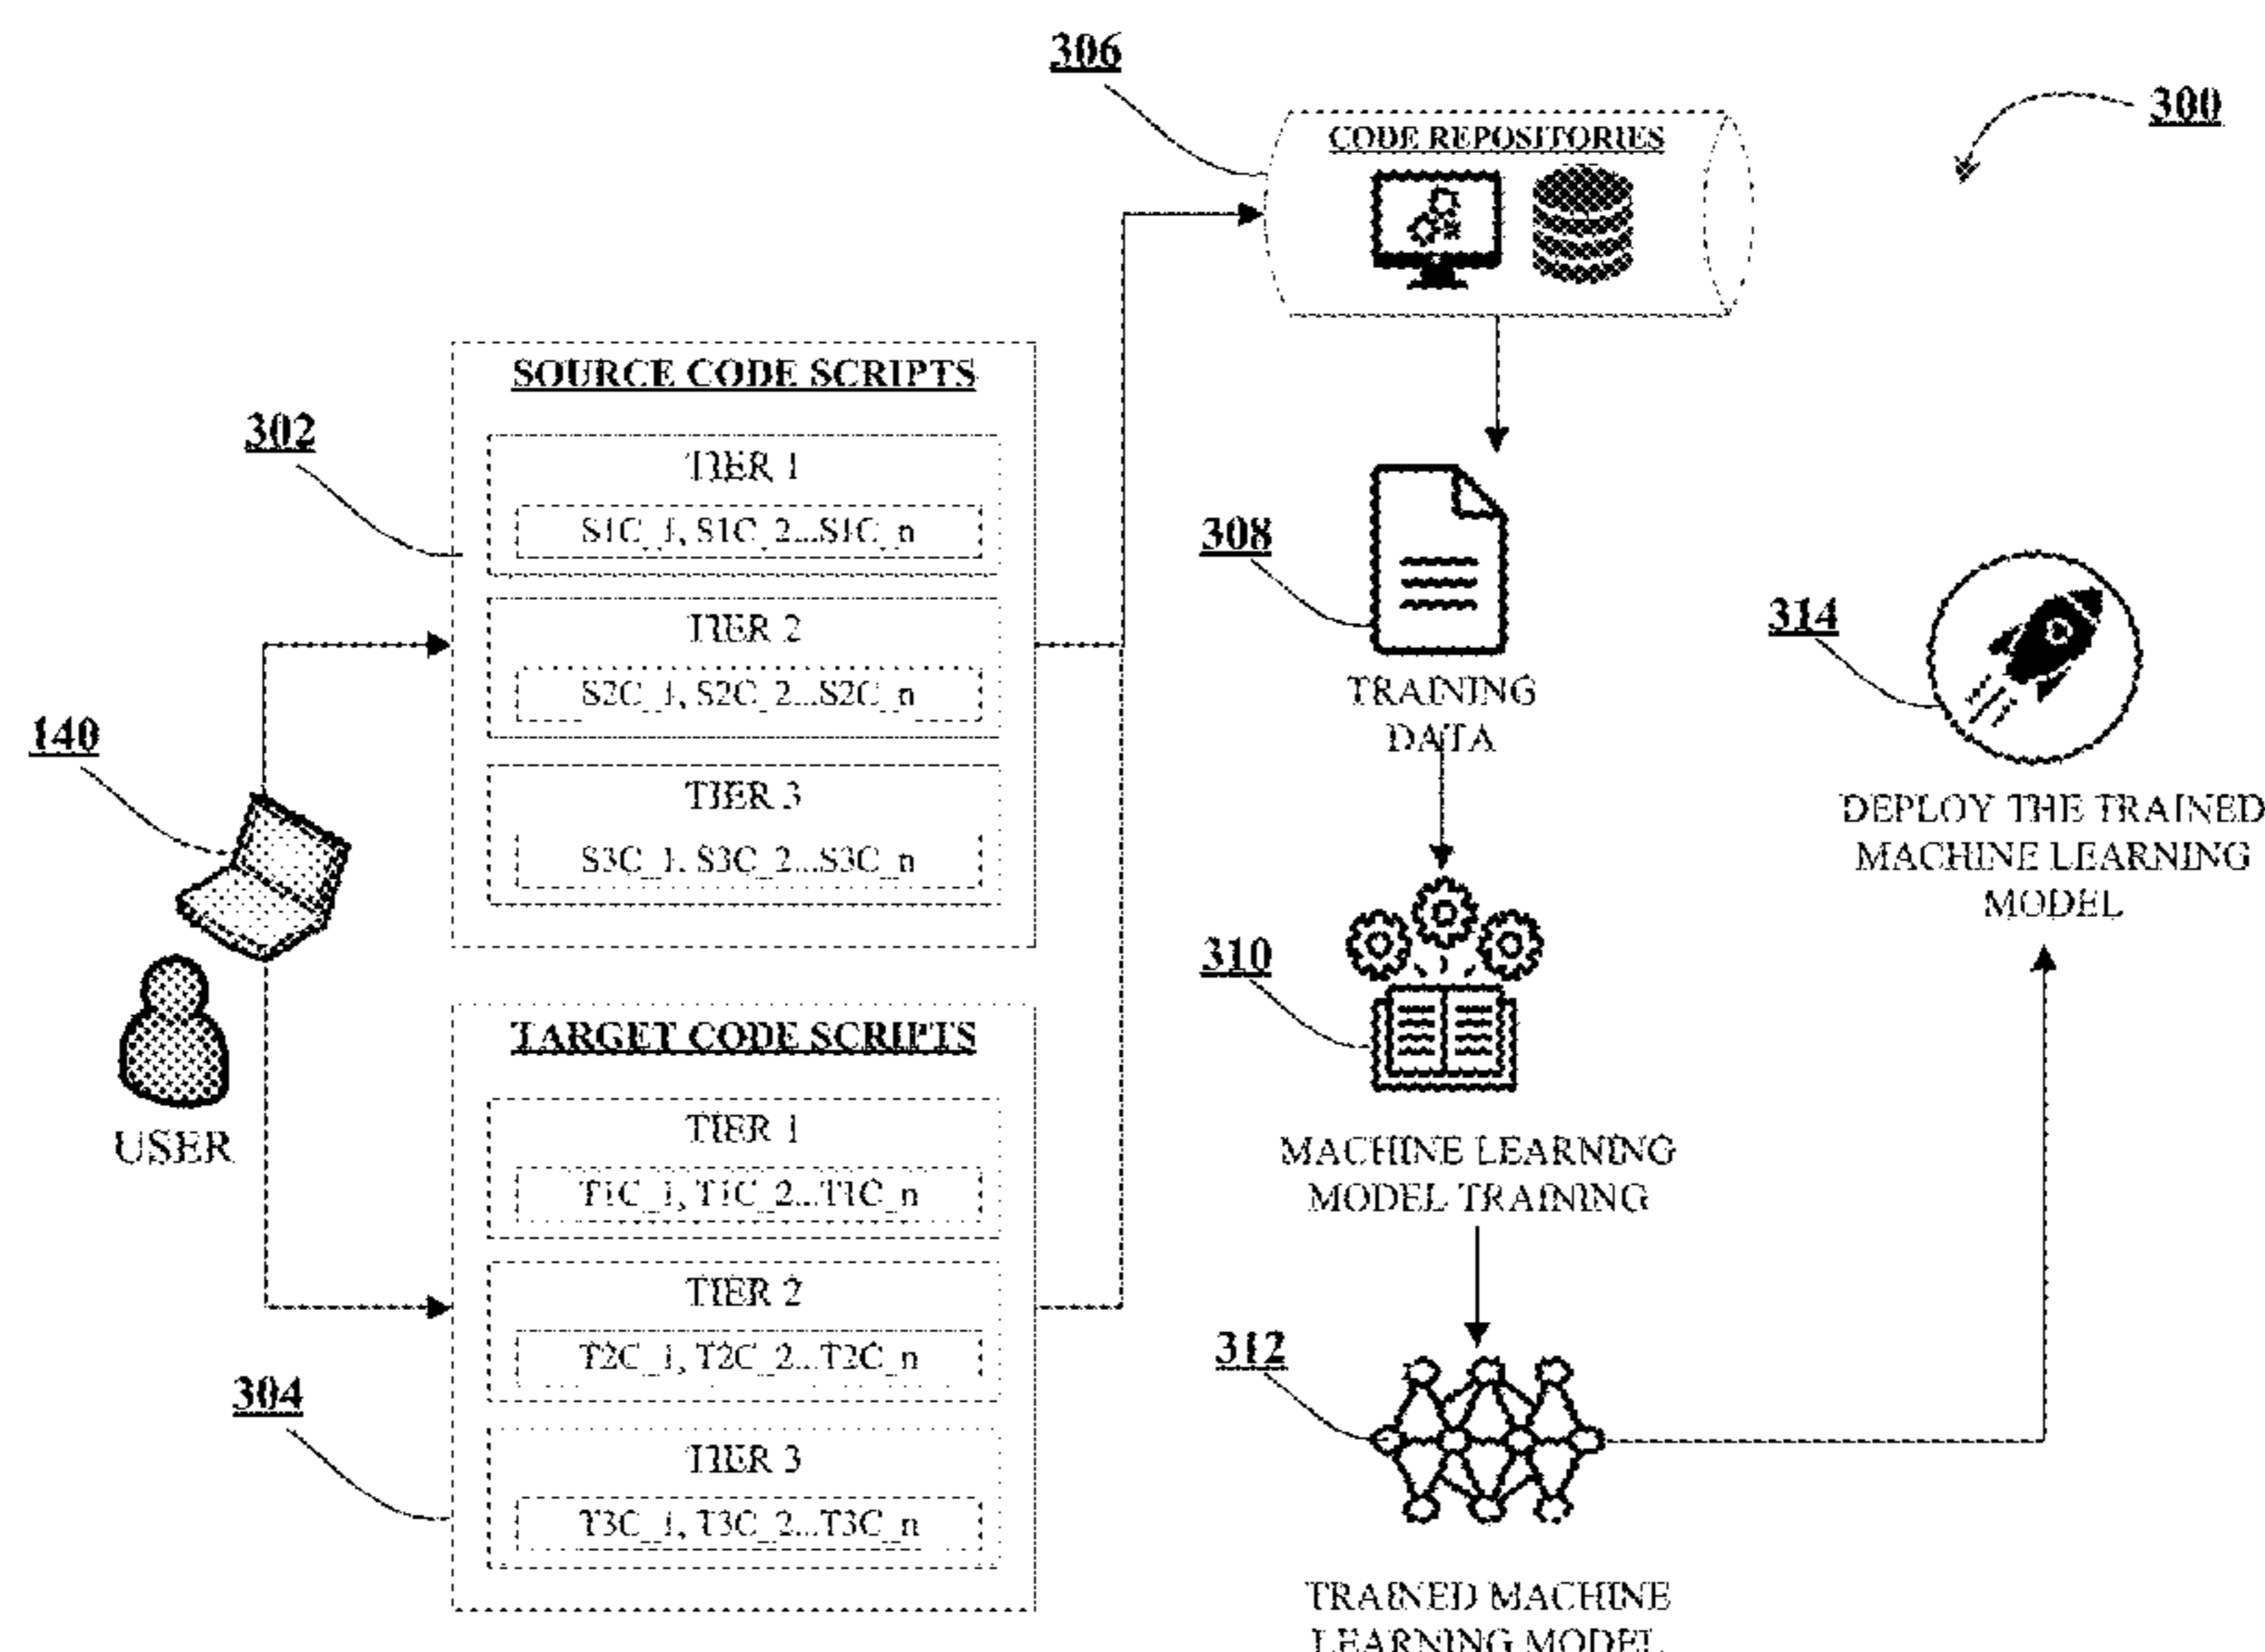 306
300
CODE REPOSITORIES
SOURCE CODE SCRIPTS
302
TIER 1
S1C_1, S1C_2...S1C_n
TIER 2
S2C_1, S2C_2...S2C_n
TIER 3
S3C_1, S3C_2...S3C_n
140
USER
TARGET CODE SCRIPTS
TIER 1
T1C_1, T1C_2...T1C_n
TIER 2
T2C_1, T2C_2...T2C_n
304
TIER 3
T3C_1, T3C_2...T3C_n
308
TRAINING
DATA
310
MACHINE LEARNING
MODEL TRAINING
312
TRAINED MACHINE
LEARNING MODEL
314
DEPLOY THE TRAINED
MACHINE LEARNING
MODEL